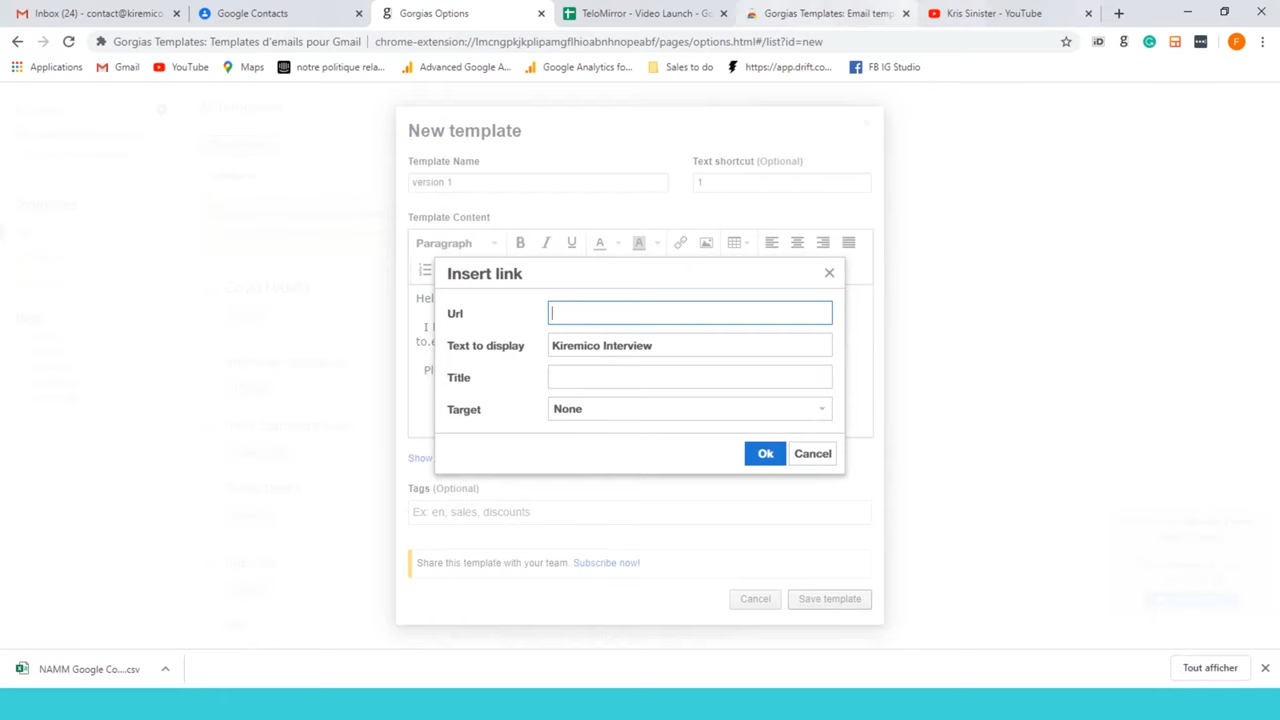 Inbox (24) - contact@kiremico
Google Contacts
Gorgias Options
TeloMirror - Video Launch - Go
Gorgias Templates: Email temp
Kris Sinister - YouTube
Gorgias Templates: Templates d'emails pour Gmail
chrome-extension://lmcngpkjkplipamgflhioabnhnopeabf/pages/options.html#/list?id=new
Applications
Gmail
YouTube
Maps
notre politique rela...
Advanced Google A...
Google Analytics fo...
Sales to do
https://app.drift.co...
FB IG Studio
New template
Template Name
Text shortcut (Optional)
version 1
1
Template Content
Paragraph
Insert link
Hel
Url
I
to.e
Text to display
Kiremico Interview
Pl
Title
Target
None
Ok
Cancel
Show
Tags (Optional)
Ex: en, sales, discounts
Share this template with your team. Subscribe now!
Cancel
Save template
NAMM Google Co....csv
Tout afficher